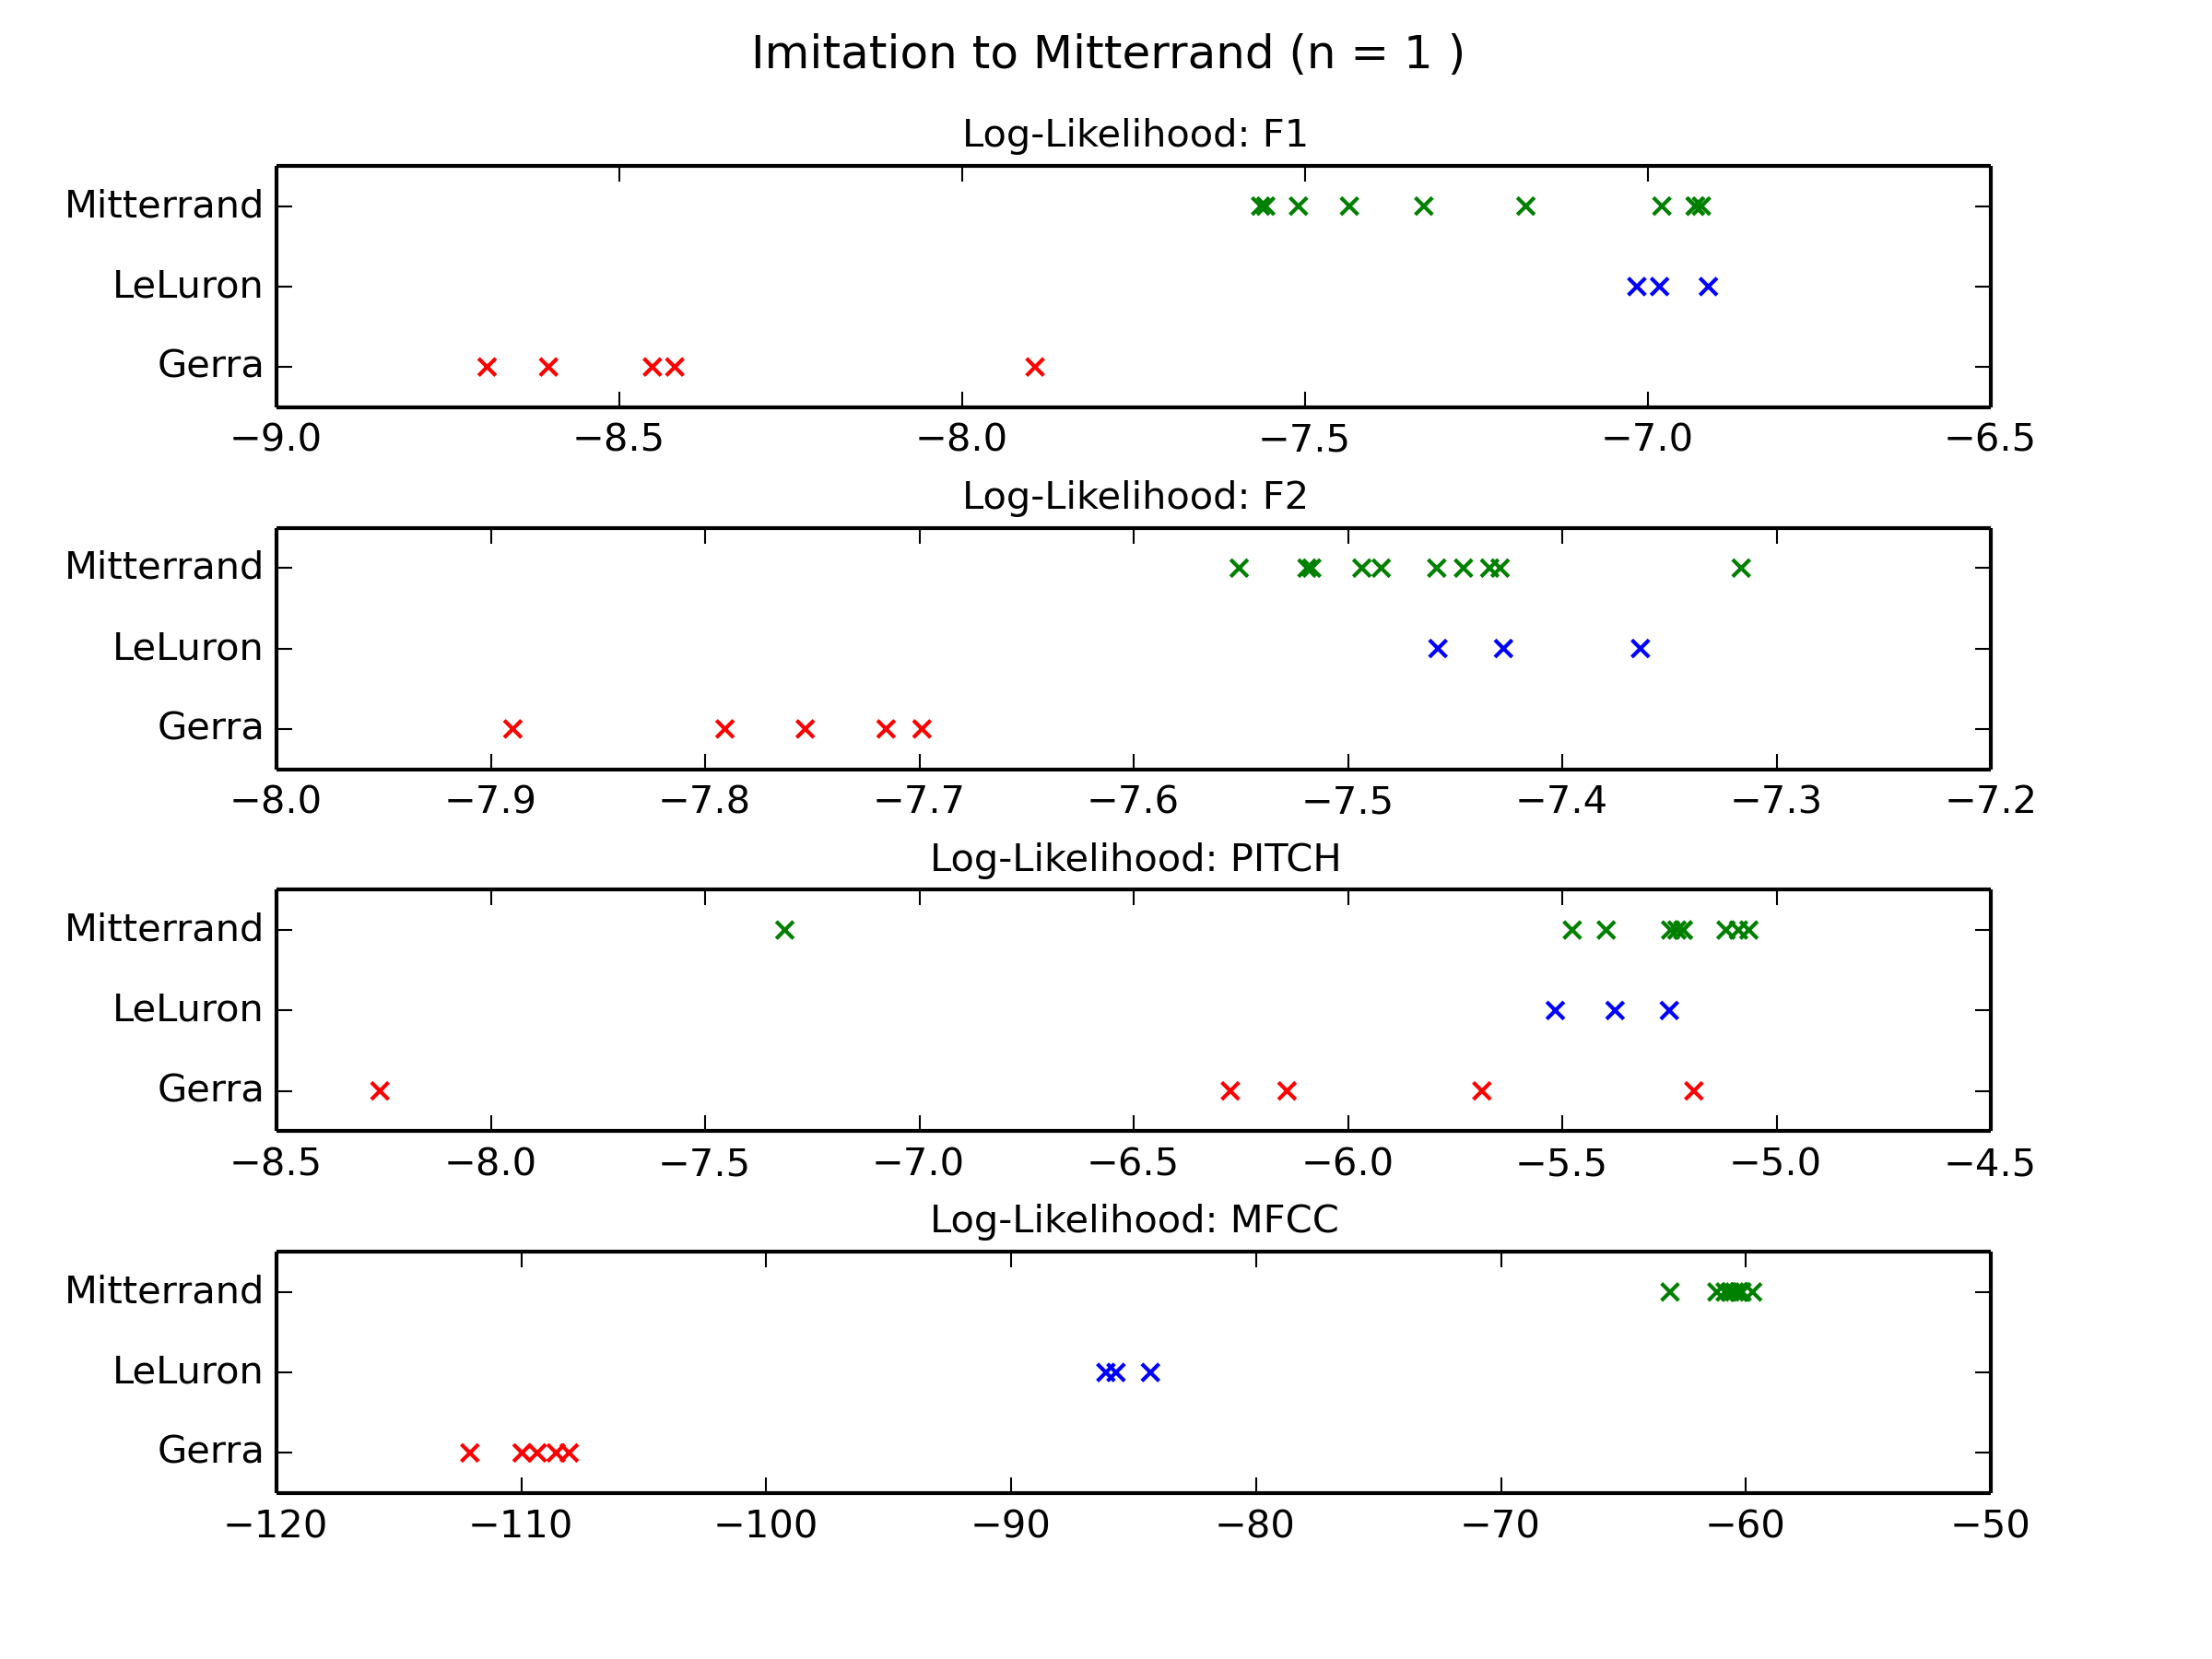 Imitation to Mitterrand (n = 1 )
Log-Likelihood: F1
Mitterrand
LeLuron
Gerra
−9.0 −8.5 −8.0 −7.5 −7.0 −6.5
Log-Likelihood: F2
Mitterrand
LeLuron
Gerra
−8.0 −7.9 −7.8 −7.7 −7.6 −7.5 −7.4 −7.3 −7.2
Log-Likelihood: PITCH
Mitterrand
LeLuron
Gerra
−8.5 −8.0 −7.5 −7.0 −6.5 −6.0 −5.5 −5.0 −4.5
Log-Likelihood: MFCC
Mitterrand
LeLuron
Gerra
−120 −110 −100 −90 −80 −70 −60 −50